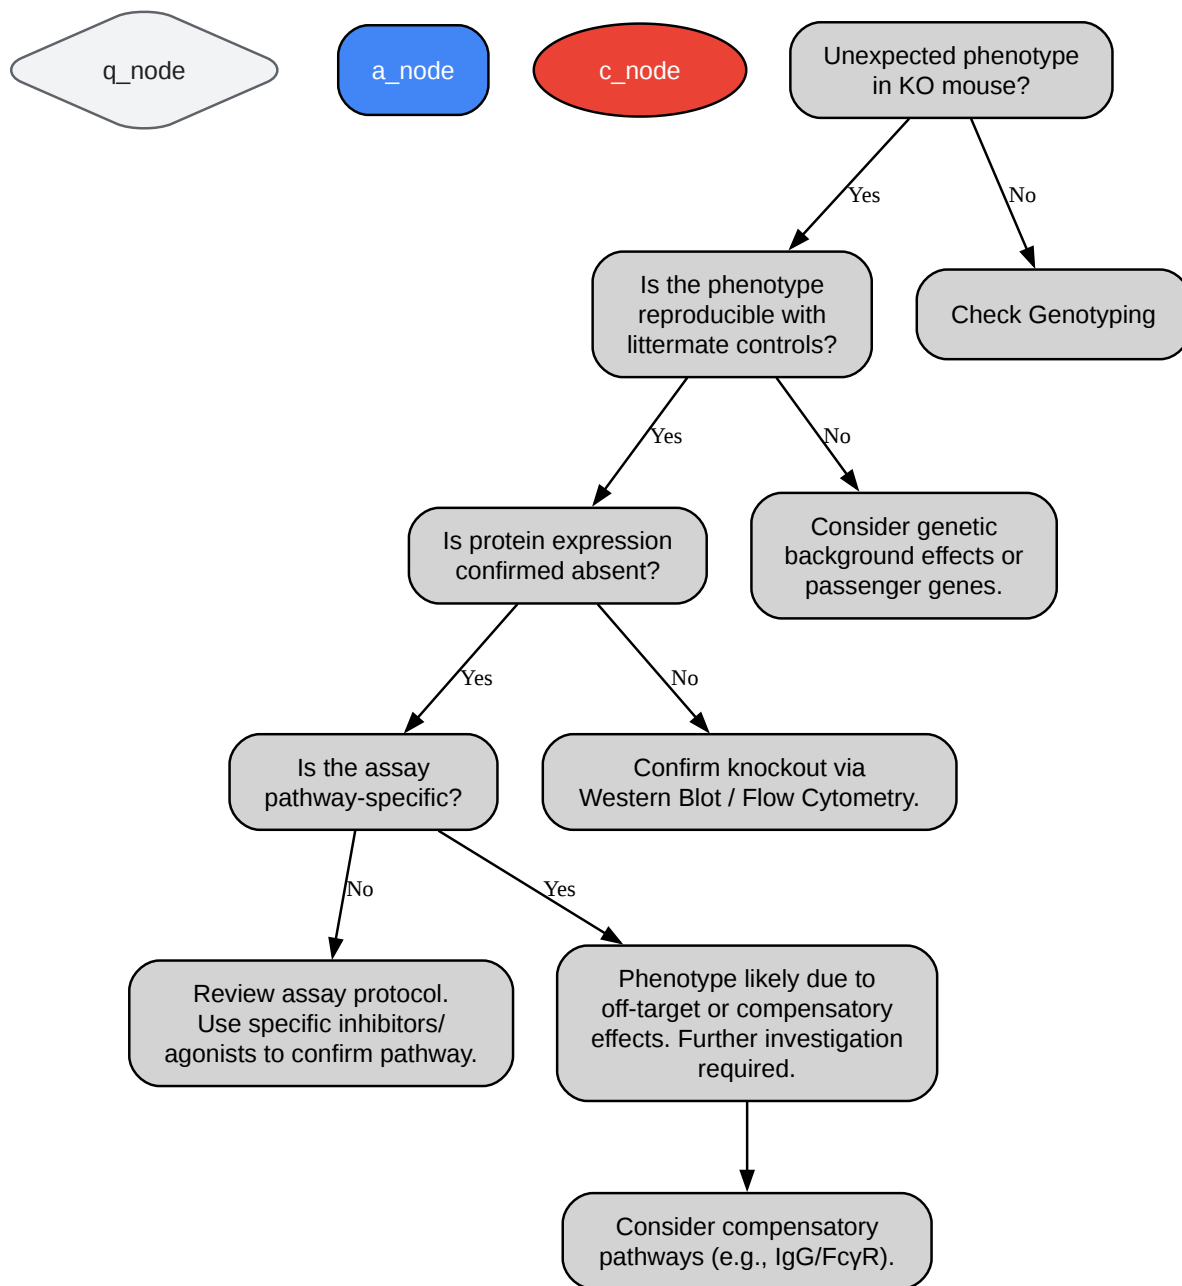 q_node
a_node
c_node
Unexpected phenotype
in KO mouse?
Yes
No
Is the phenotype
reproducible with
littermate controls?
Check Genotyping
Yes
No
Is protein expression
confirmed absent?
Consider genetic
background effects or
passenger genes.
Yes
No
Is the assay
pathway-specific?
Confirm knockout via
Western Blot / Flow Cytometry.
No
Yes
Review assay protocol.
Use specific inhibitors/
agonists to confirm pathway.
Phenotype likely due to
off-target or compensatory
effects. Further investigation
required.
Consider compensatory
pathways (e.g., IgG/FcγR).